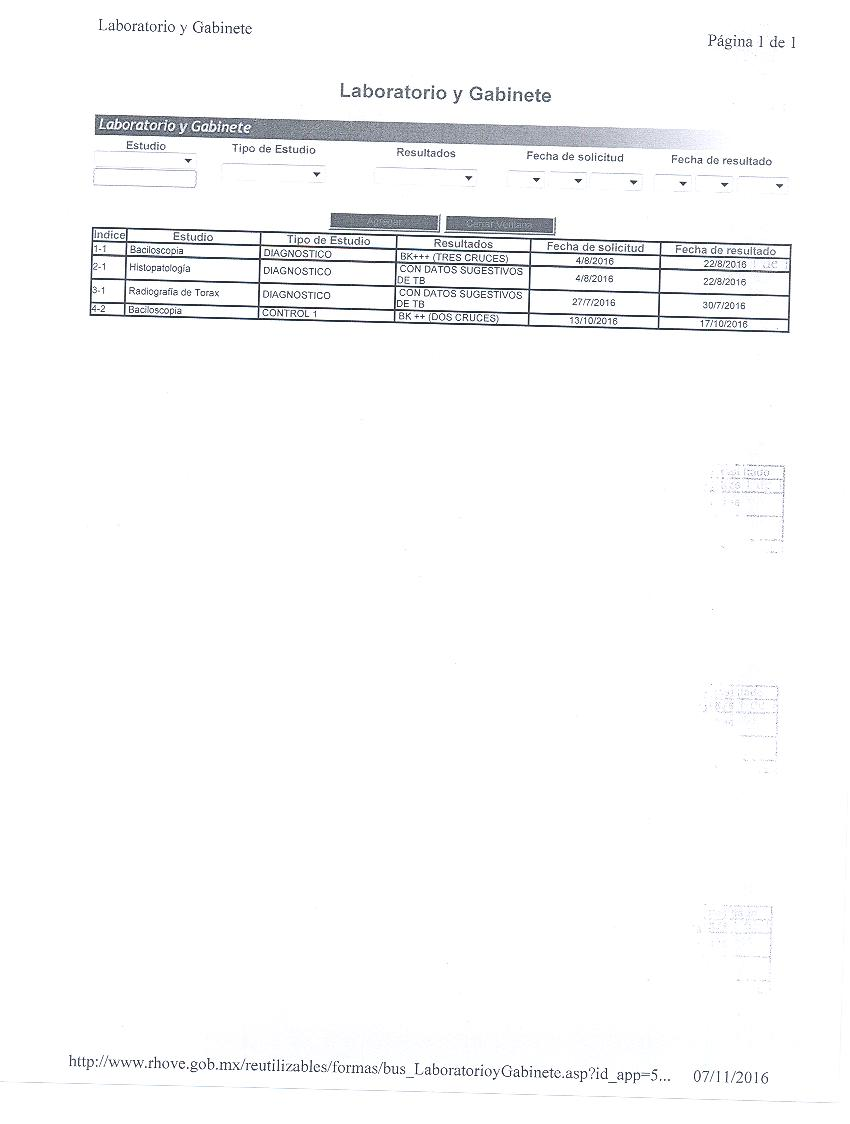 Laboratorio y Gabinete
Página 1 de 1
Laboratorio y Gabinete
Laboratorio y Gabinete
Estudio Tipo de Estudio Resultados Fecha de solicitud Fecha de resultado
Agregar Cerrar Ventana
Indice Estudio Tipo de Estudio Resultados Fecha de solicitud Fecha de resultado
1-1 Baciloscopia DIAGNOSTICO BK+++ (TRES CRUCES) 4/8/2016 22/8/2016
2-1 Histopatología DIAGNOSTICO CON DATOS SUGESTIVOS DE TB 4/8/2016 22/8/2016
3-1 Radiografía de Torax DIAGNOSTICO CON DATOS SUGESTIVOS DE TB 27/7/2016 30/7/2016
4-2 Baciloscopia CONTROL 1 BK ++ (DOS CRUCES) 13/10/2016 17/10/2016
http://www.rhove.gob.mx/reutilizables/formas/bus_LaboratorioyGabinete.asp?id_app=5... 07/11/2016